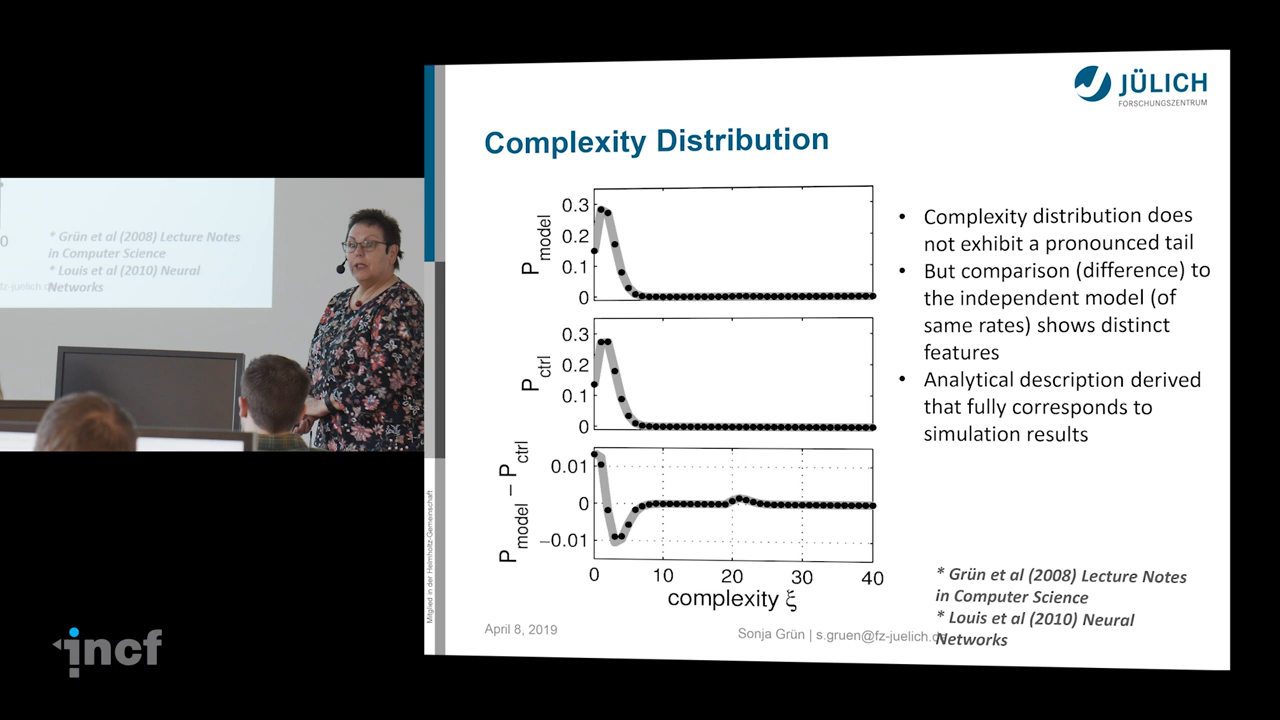 JÜLICH
FORSCHUNGSZENTRUM
Complexity Distribution
0.3
0.2
0.1
0
P model
0.3
0.2
0.1
0
P ctrl
0.01
0
−0.01
P model − P ctrl
0 10 20 30 40
complexity ξ
• Complexity distribution does
not exhibit a pronounced tail
• But comparison (difference) to
the independent model (of
same rates) shows distinct
features
• Analytical description derived
that fully corresponds to
simulation results
* Grün et al (2008) Lecture Notes
in Computer Science
* Louis et al (2010) Neural
Networks
April 8, 2019
Sonja Grün | s.gruen@fz-juelich.de
Mitglied in der Helmholtz-Gemeinschaft
0
* Grün et al (2008) Lecture Notes
in Computer Science
* Louis et al (2010) Neural
Networks
incf